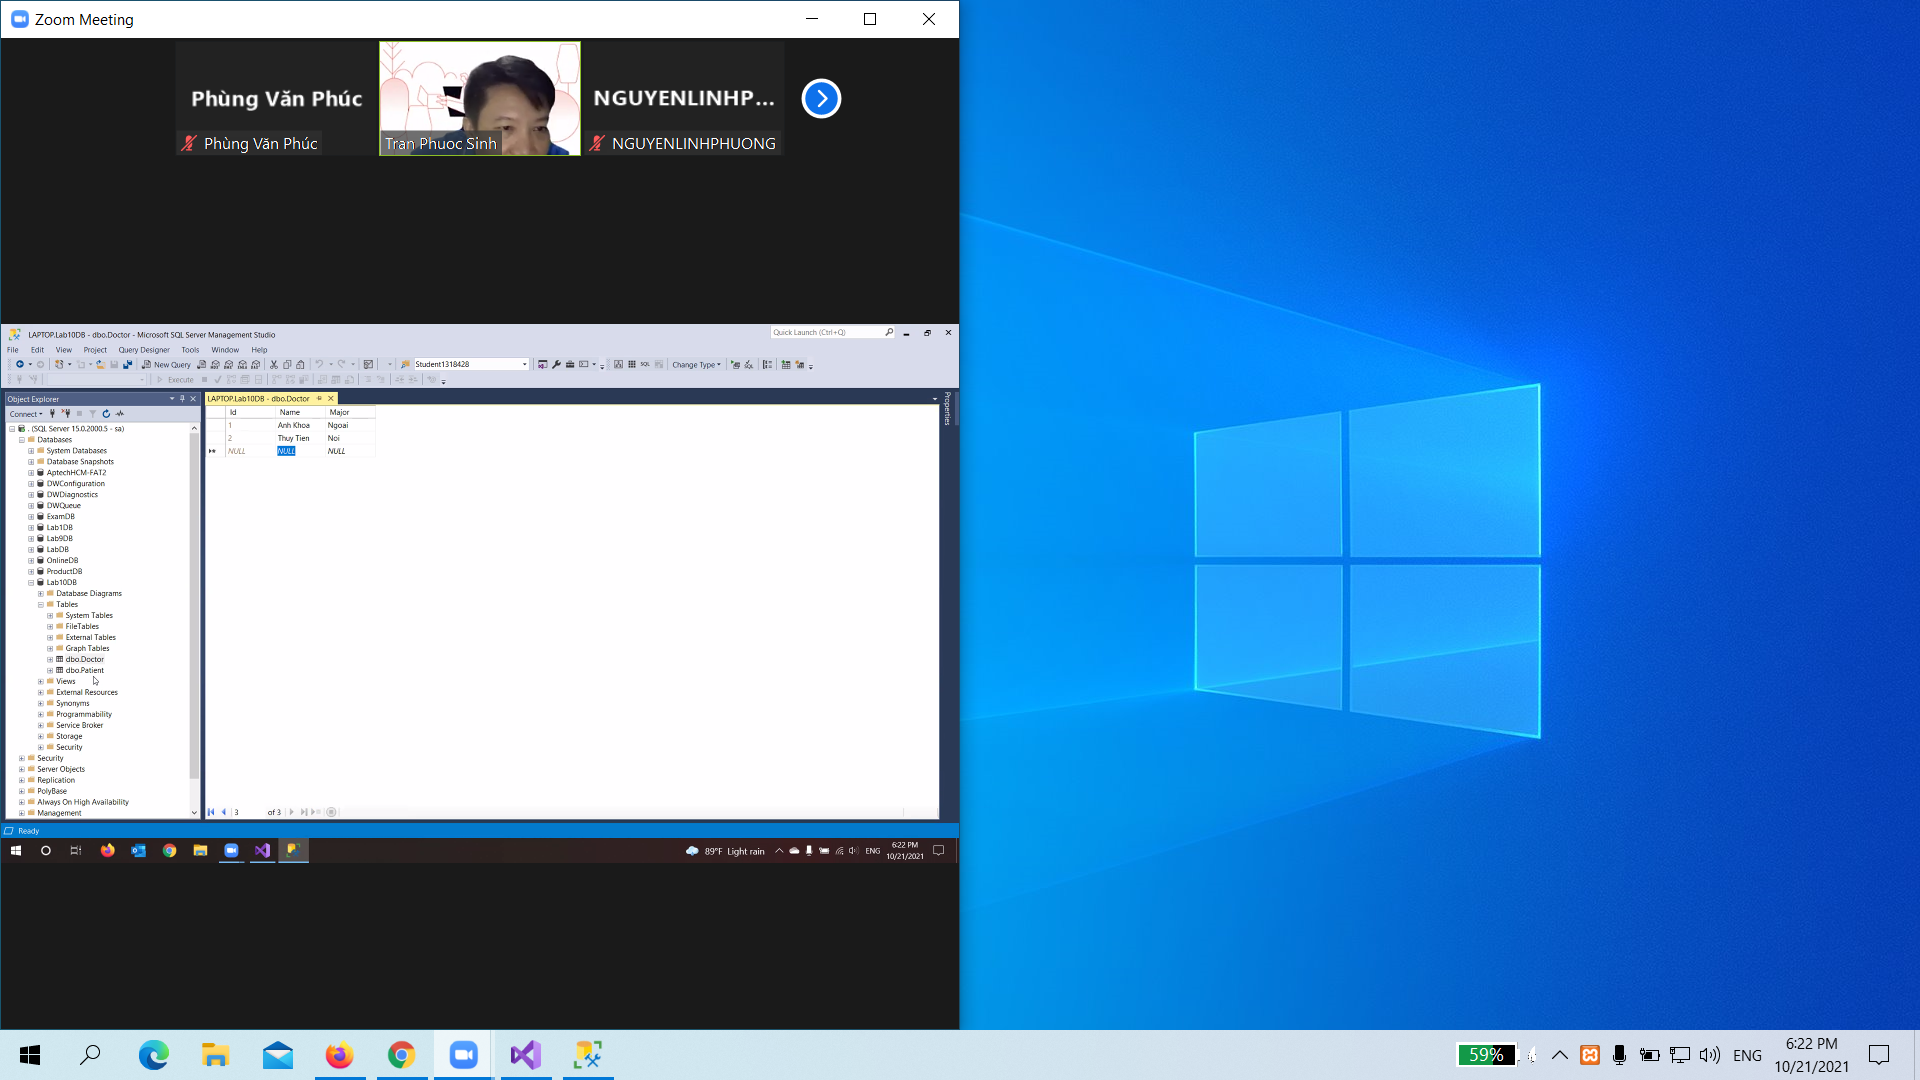 Zoom Meeting
Phùng Văn Phúc
NGUYENLINHP...
Phùng Văn Phúc
Tran Phuoc Sinh
NGUYENLINHPHUONG
LAPTOP.Lab10DB - dbo.Doctor - Microsoft SQL Server Management Studio
Quick Launch (Ctrl+Q)
File Edit View Project Query Designer Tools Window Help
New Query
Student1318428
Change Type
Execute
Object Explorer
LAPTOP.Lab10DB - dbo.Doctor
Properties
Connect
Id Name Major
1 Anh Khoa Ngoai
2 Thuy Tien Noi
NULL NULL NULL
. (SQL Server 15.0.2000.5 - sa)
Databases
System Databases
Database Snapshots
AptechHCM-FAT2
DWConfiguration
DWDiagnostics
DWQueue
ExamDB
Lab1DB
Lab9DB
LabDB
OnlineDB
ProductDB
Lab10DB
Database Diagrams
Tables
System Tables
FileTables
External Tables
Graph Tables
dbo.Doctor
dbo.Patient
Views
External Resources
Synonyms
Programmability
Service Broker
Storage
Security
Security
Server Objects
Replication
PolyBase
Always On High Availability
Management
3 of 3
Ready
89°F Light rain
ENG
6:22 PM
10/21/2021
59%
ENG
6:22 PM
10/21/2021